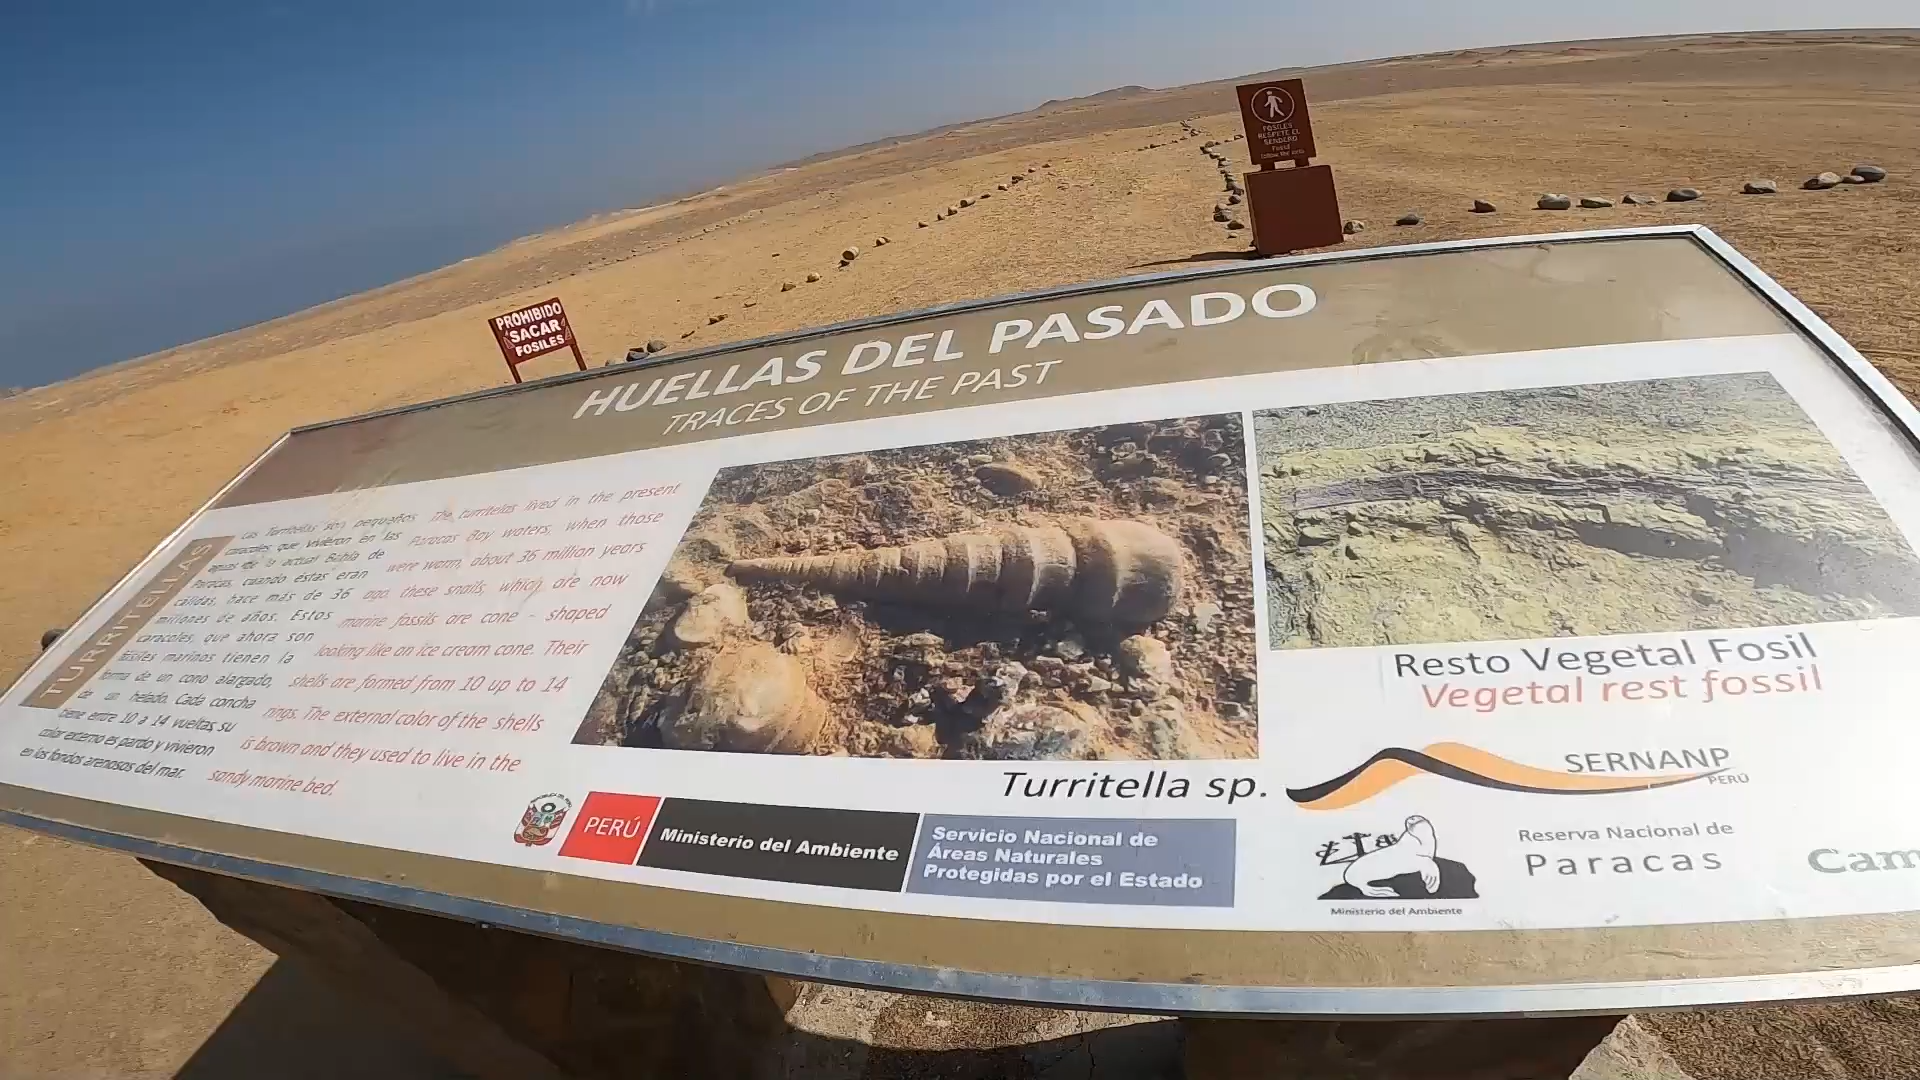 FOSILES
RESPETE EL
SENDERO
PROHIBIDO
SACAR
FOSILES
HUELLAS DEL PASADO
TRACES OF THE PAST
TURRITELLAS
Las Turritellas son pequeños
caracoles que vivieron en las
aguas de la actual Bahía de
Paracas, cuando éstas eran
cálidas, hace más de 36
millones de años. Estos
caracoles, que ahora son
fósiles marinos tienen la
forma de un cono alargado,
de un helado. Cada concha
tiene entre 10 a 14 vueltas, su
color externo es pardo y vivieron
en los fondos arenosos del mar.
The turritelas lived in the present
Paracas Bay waters, when those
were warm, about 36 million years
ago. these snails, which are now
marine fossils are cone - shaped
looking like an ice cream cone. Their
shells are formed from 10 up to 14
rings. The external color of the shells
is brown and they used to live in the
sandy marine bed.
Turritella sp.
Resto Vegetal Fosil
Vegetal rest fossil
PERÚ
Ministerio del Ambiente
Servicio Nacional de
Áreas Naturales
Protegidas por el Estado
SERNANP
PERÚ
Ministerio del Ambiente
Reserva Nacional de
Paracas
Cam